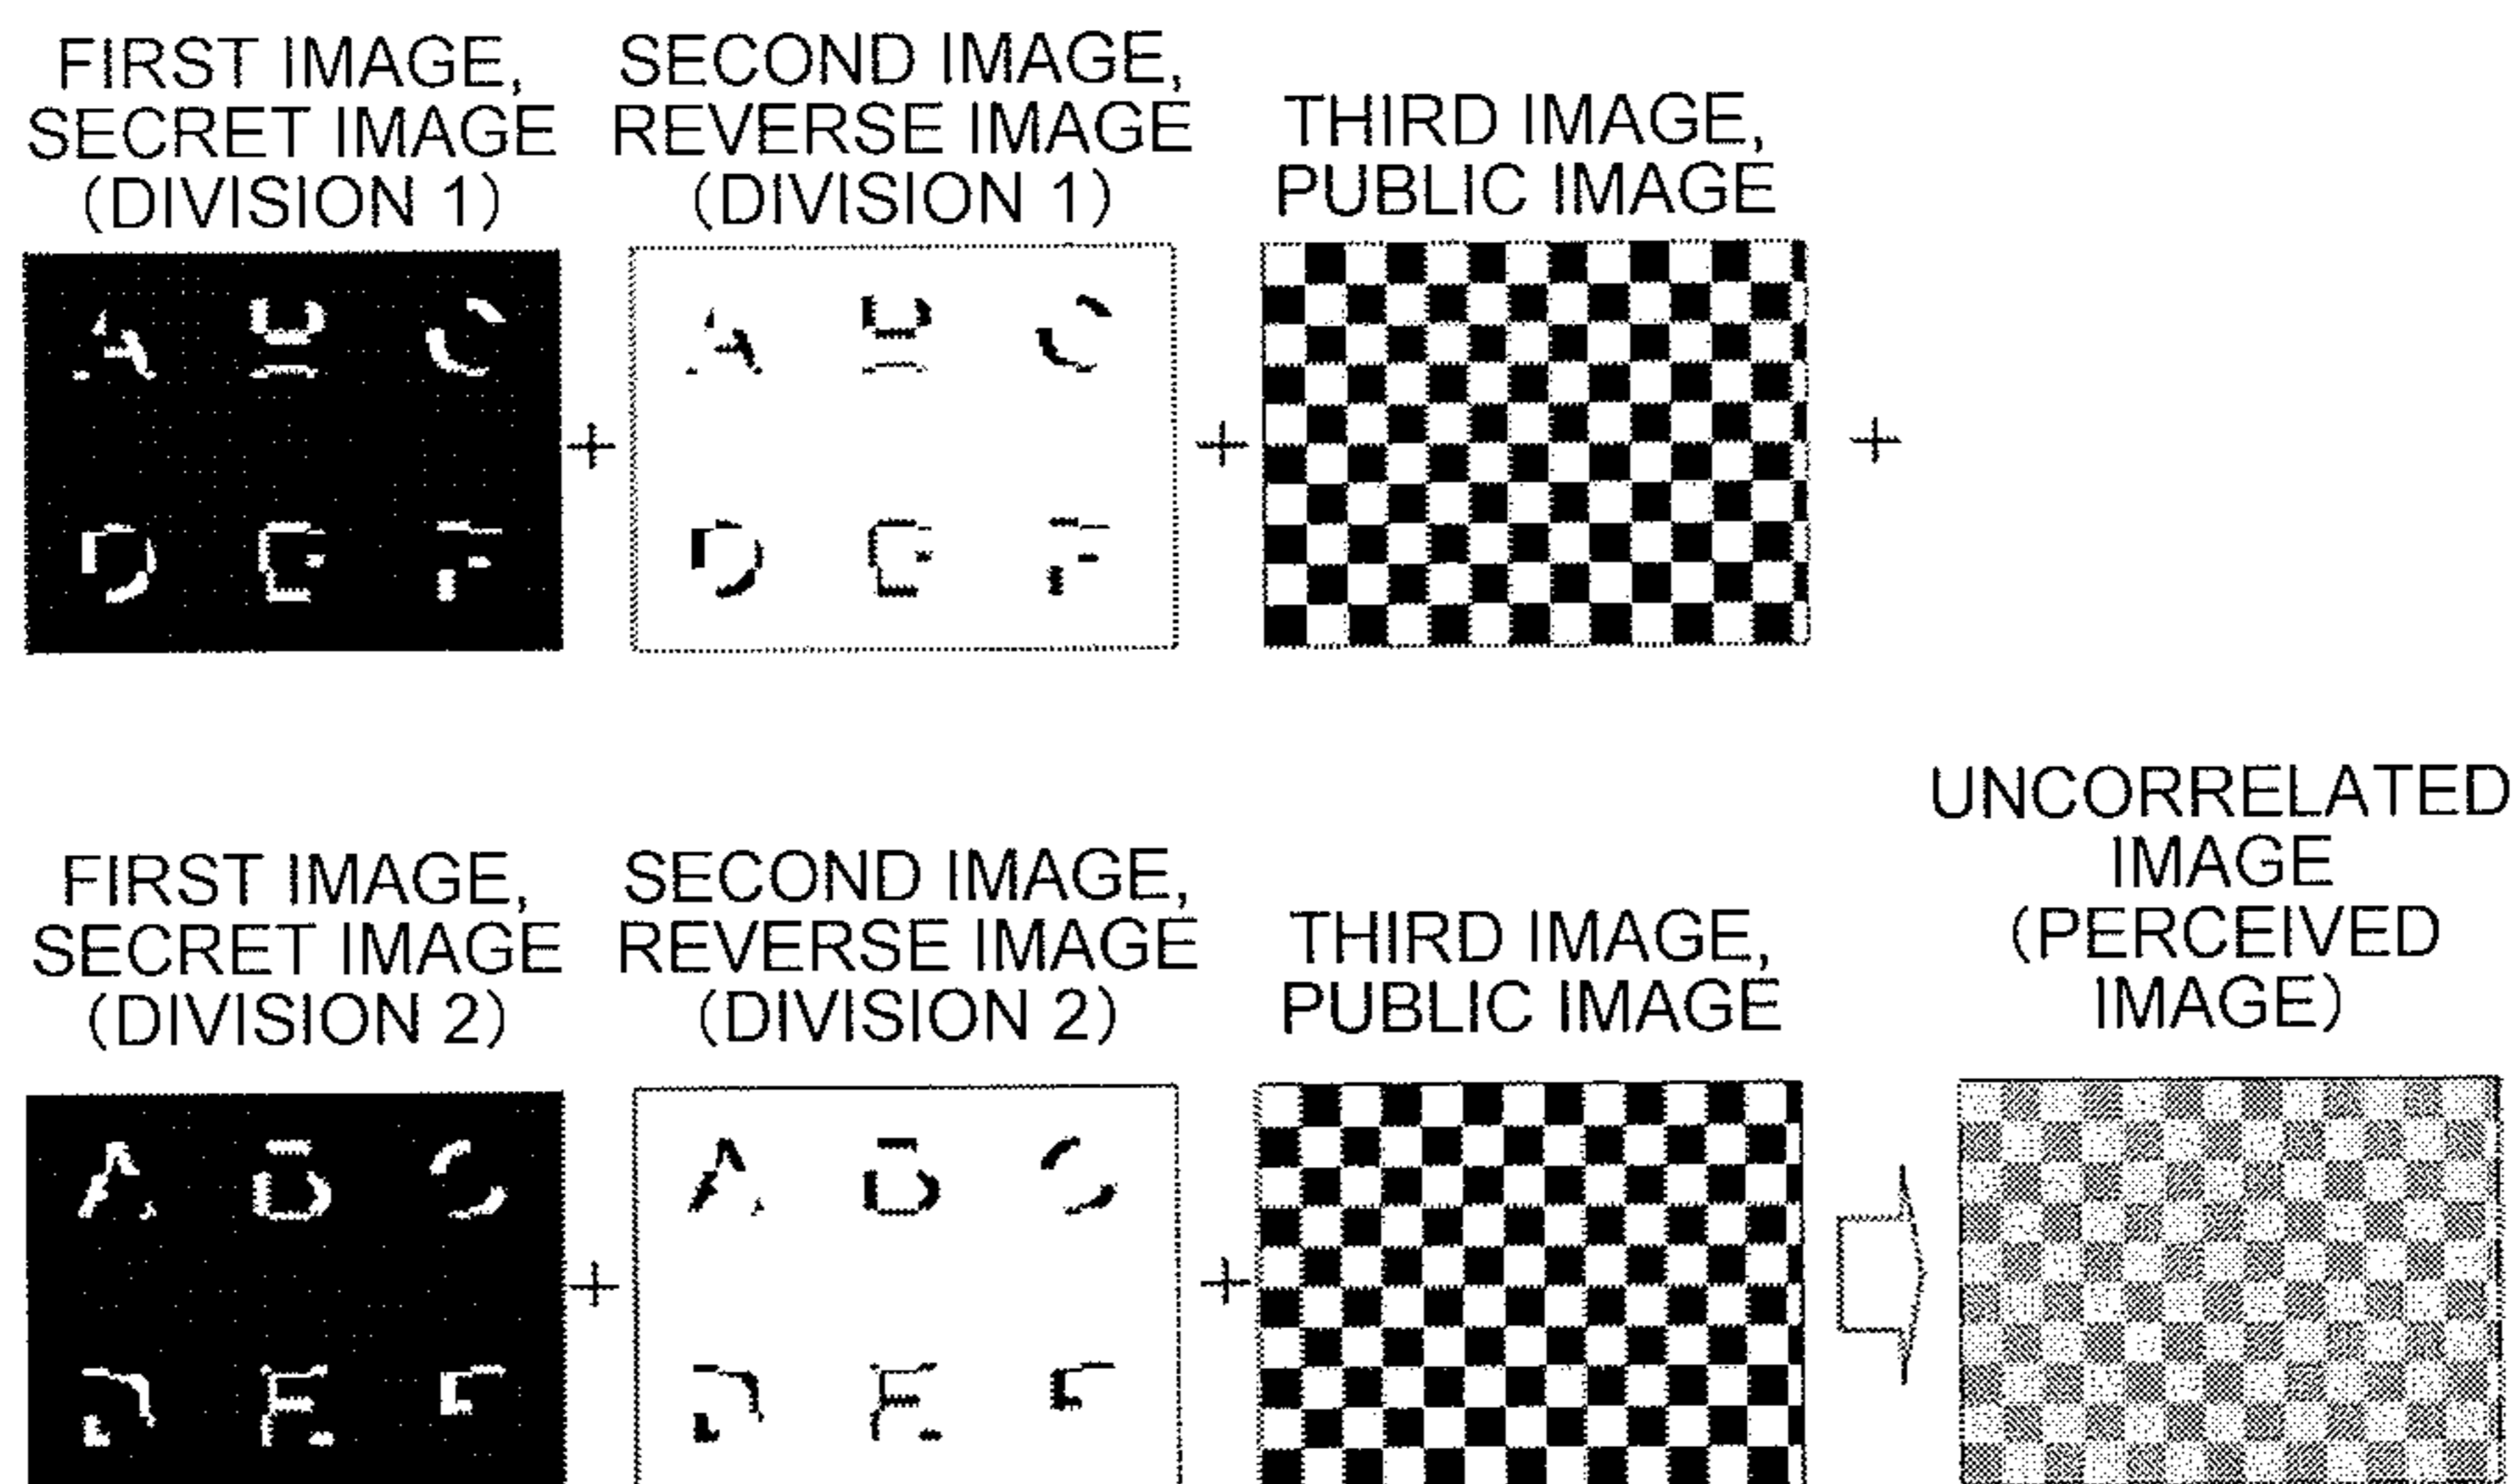 FIRST IMAGE,
SECRET IMAGE
(DIVISION 1)
SECOND IMAGE,
REVERSE IMAGE
(DIVISION 1)
THIRD IMAGE,
PUBLIC IMAGE
A B C
D E F
+
A B C
D E F
+
+
FIRST IMAGE,
SECRET IMAGE
(DIVISION 2)
SECOND IMAGE,
REVERSE IMAGE
(DIVISION 2)
THIRD IMAGE,
PUBLIC IMAGE
UNCORRELATED
IMAGE
(PERCEIVED
IMAGE)
A B C
D E F
+
A B C
D E F
+